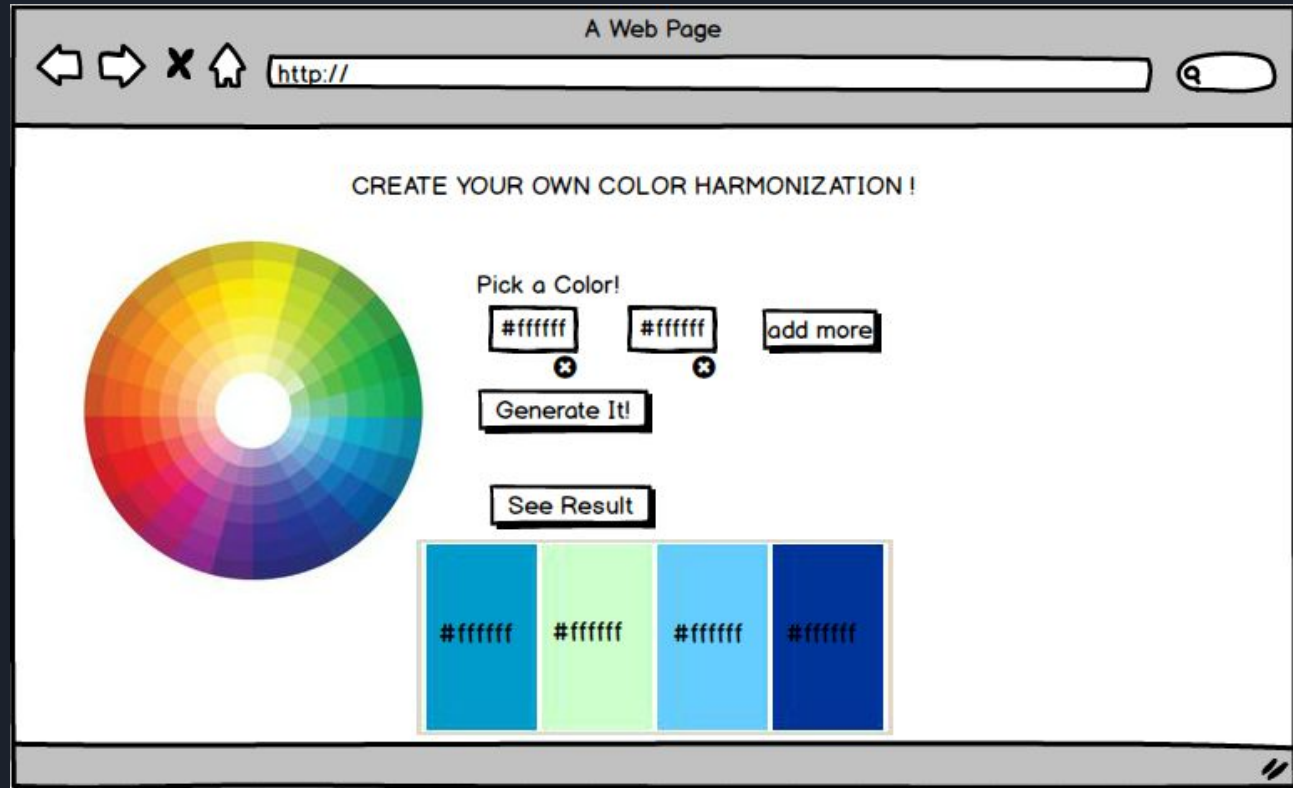 A Web Page
http://
CREATE YOUR OWN COLOR HARMONIZATION !
Pick a Color!
#ffffff #ffffff add more
Generate It!
See Result
#ffffff #ffffff #ffffff #ffffff